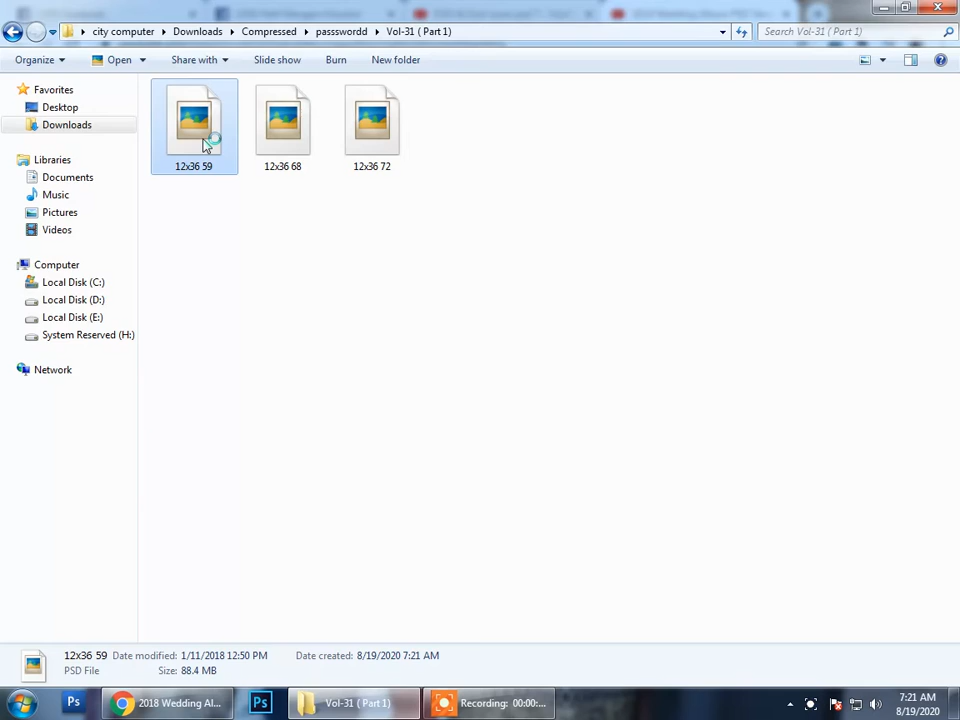 city computer Downloads Compressed passswordd Vol-31 ( Part 1)
Search Vol-31 ( Part 1)
Organize Open Share with Slide show Burn New folder
Favorites
Desktop
Downloads
Libraries
Documents
Music
Pictures
Videos
Computer
Local Disk (C:)
Local Disk (D:)
Local Disk (E:)
System Reserved (H:)
Network
12x36 59
12x36 68
12x36 72
12x36 59 Date modified: 1/11/2018 12:50 PM Date created: 8/19/2020 7:21 AM
PSD File Size: 88.4 MB
Ps 2018 Wedding Al... Ps Vol-31 ( Part 1) Recording: 00:00:...
7:21 AM
8/19/2020